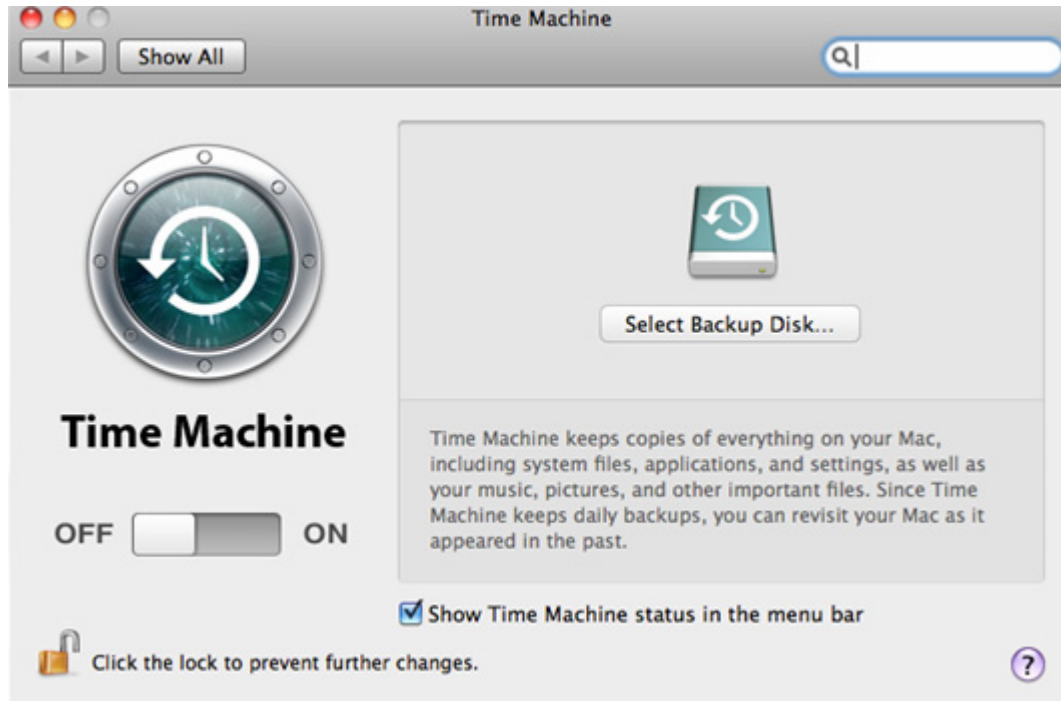 Time Machine
Show All
Select Backup Disk...
Time Machine
Time Machine keeps copies of everything on your Mac,
including system files, applications, and settings, as well as
your music, pictures, and other important files. Since Time
Machine keeps daily backups, you can revisit your Mac as it
appeared in the past.
OFF ON
Show Time Machine status in the menu bar
Click the lock to prevent further changes.
?